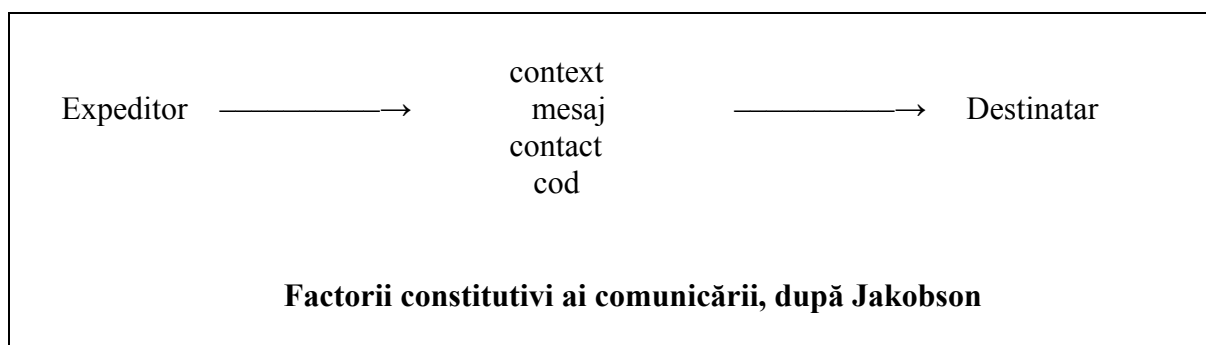 context
Expeditor ⟶ mesaj ⟶ Destinatar
contact
cod
Factorii constitutivi ai comunicării, după Jakobson